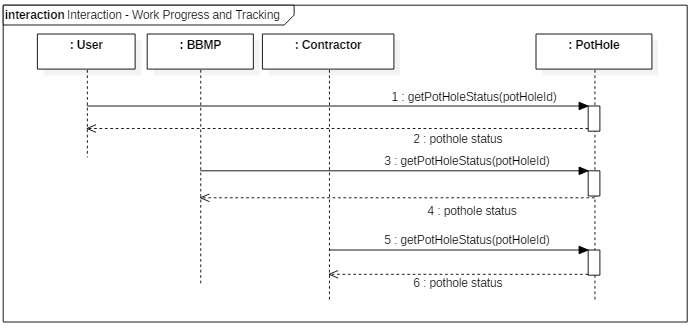 interaction Interaction - Work Progress and Tracking
: User
: BBMP
: Contractor
: PotHole
1 : getPotHoleStatus(potHoleId)
2 : pothole status
3 : getPotHoleStatus(potHoleId)
4 : pothole status
5 : getPotHoleStatus(potHoleId)
6 : pothole status